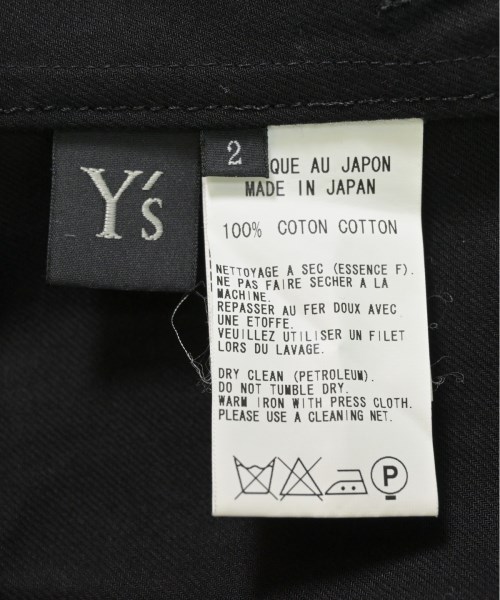 Y's
2
QUE AU JAPON
MADE IN JAPAN
100% COTON COTTON
NETTOYAGE A SEC (ESSENCE F).
NE PAS FAIRE SECHER A LA
MACHINE.
REPASSER AU FER DOUX AVEC
UNE ETOFFE.
VEUILLEZ UTILISER UN FILET
LORS DU LAVAGE.
DRY CLEAN (PETROLEUM).
DO NOT TUMBLE DRY.
WARM IRON WITH PRESS CLOTH.
PLEASE USE A CLEANING NET.
P